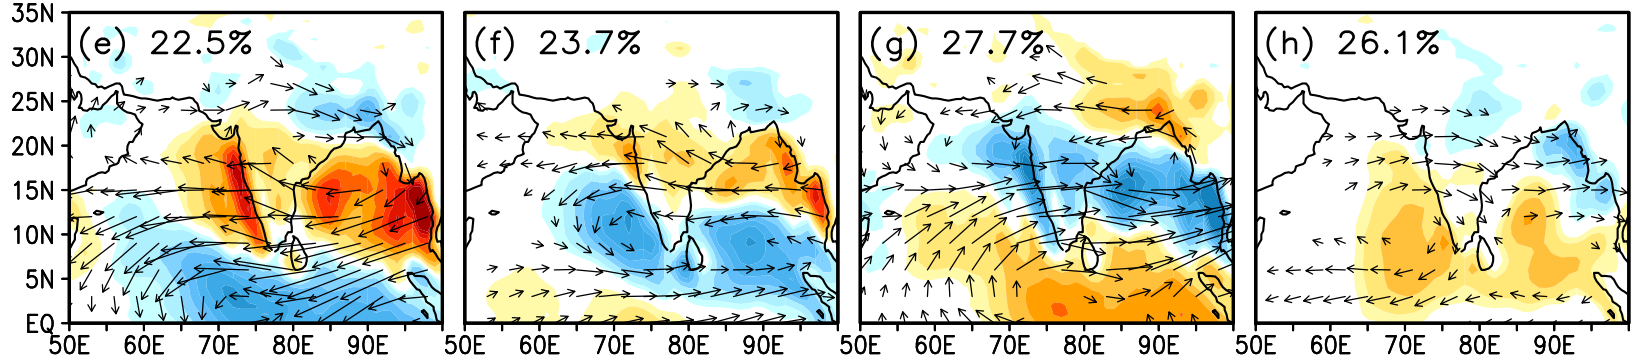 35N
30N
25N
20N
15N
10N
5N
EQ
(e) 22.5%
(f) 23.7%
(g) 27.7%
(h) 26.1%
50E 60E 70E 80E 90E
50E 60E 70E 80E 90E
50E 60E 70E 80E 90E
50E 60E 70E 80E 90E